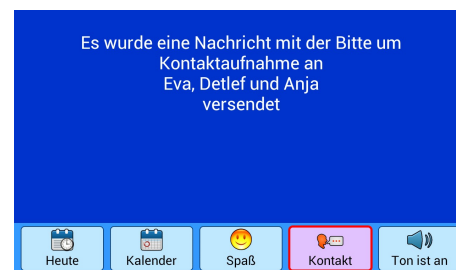 Es wurde eine Nachricht mit der Bitte um
Kontaktaufnahme an
Eva, Detlef und Anja
versendet
Heute
Kalender
Spaß
Kontakt
Ton ist an